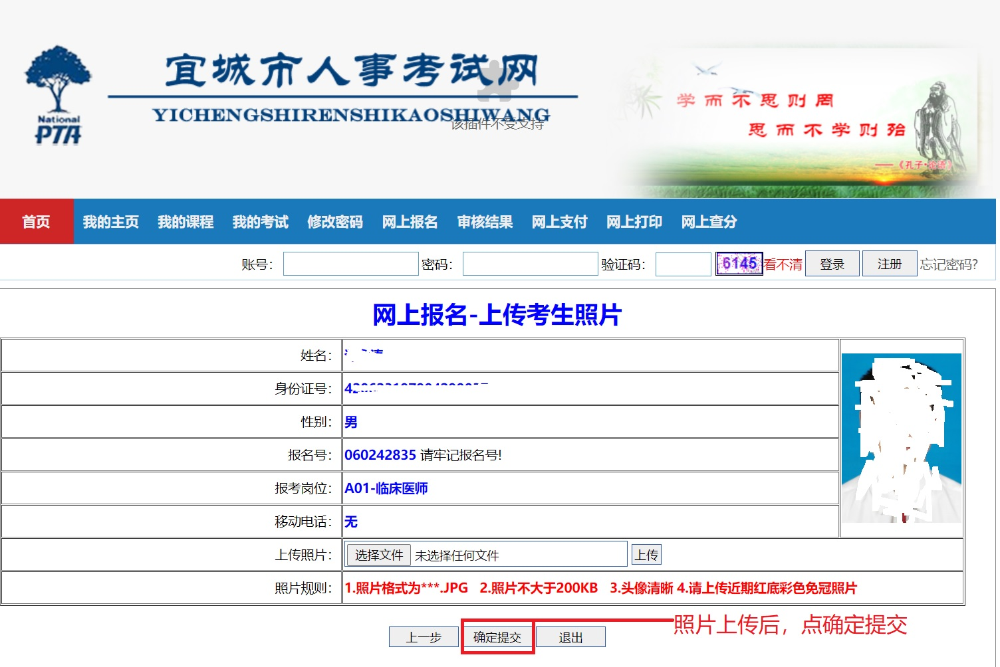 宜城市人事考试网
YICHENGSHIRENSHIKAOSHIWANG
National
PTA
该插件不受支持
学而不思则罔
思而不学则殆
——《孔子·论语》
首页 我的主页 我的课程 我的考试 修改密码 网上报名 审核结果 网上支付 网上打印 网上查分
账号： 密码： 验证码： 6145 看不清 登录 注册 忘记密码?
网上报名-上传考生照片
姓名：
身份证号：
性别： 男
报名号： 060242835 请牢记报名号!
报考岗位： A01-临床医师
移动电话： 无
上传照片： 选择文件 未选择任何文件 上传
照片规则： 1.照片格式为***.JPG 2.照片不大于200KB 3.头像清晰 4.请上传近期红底彩色免冠照片
上一步 确定提交 退出
照片上传后，点确定提交